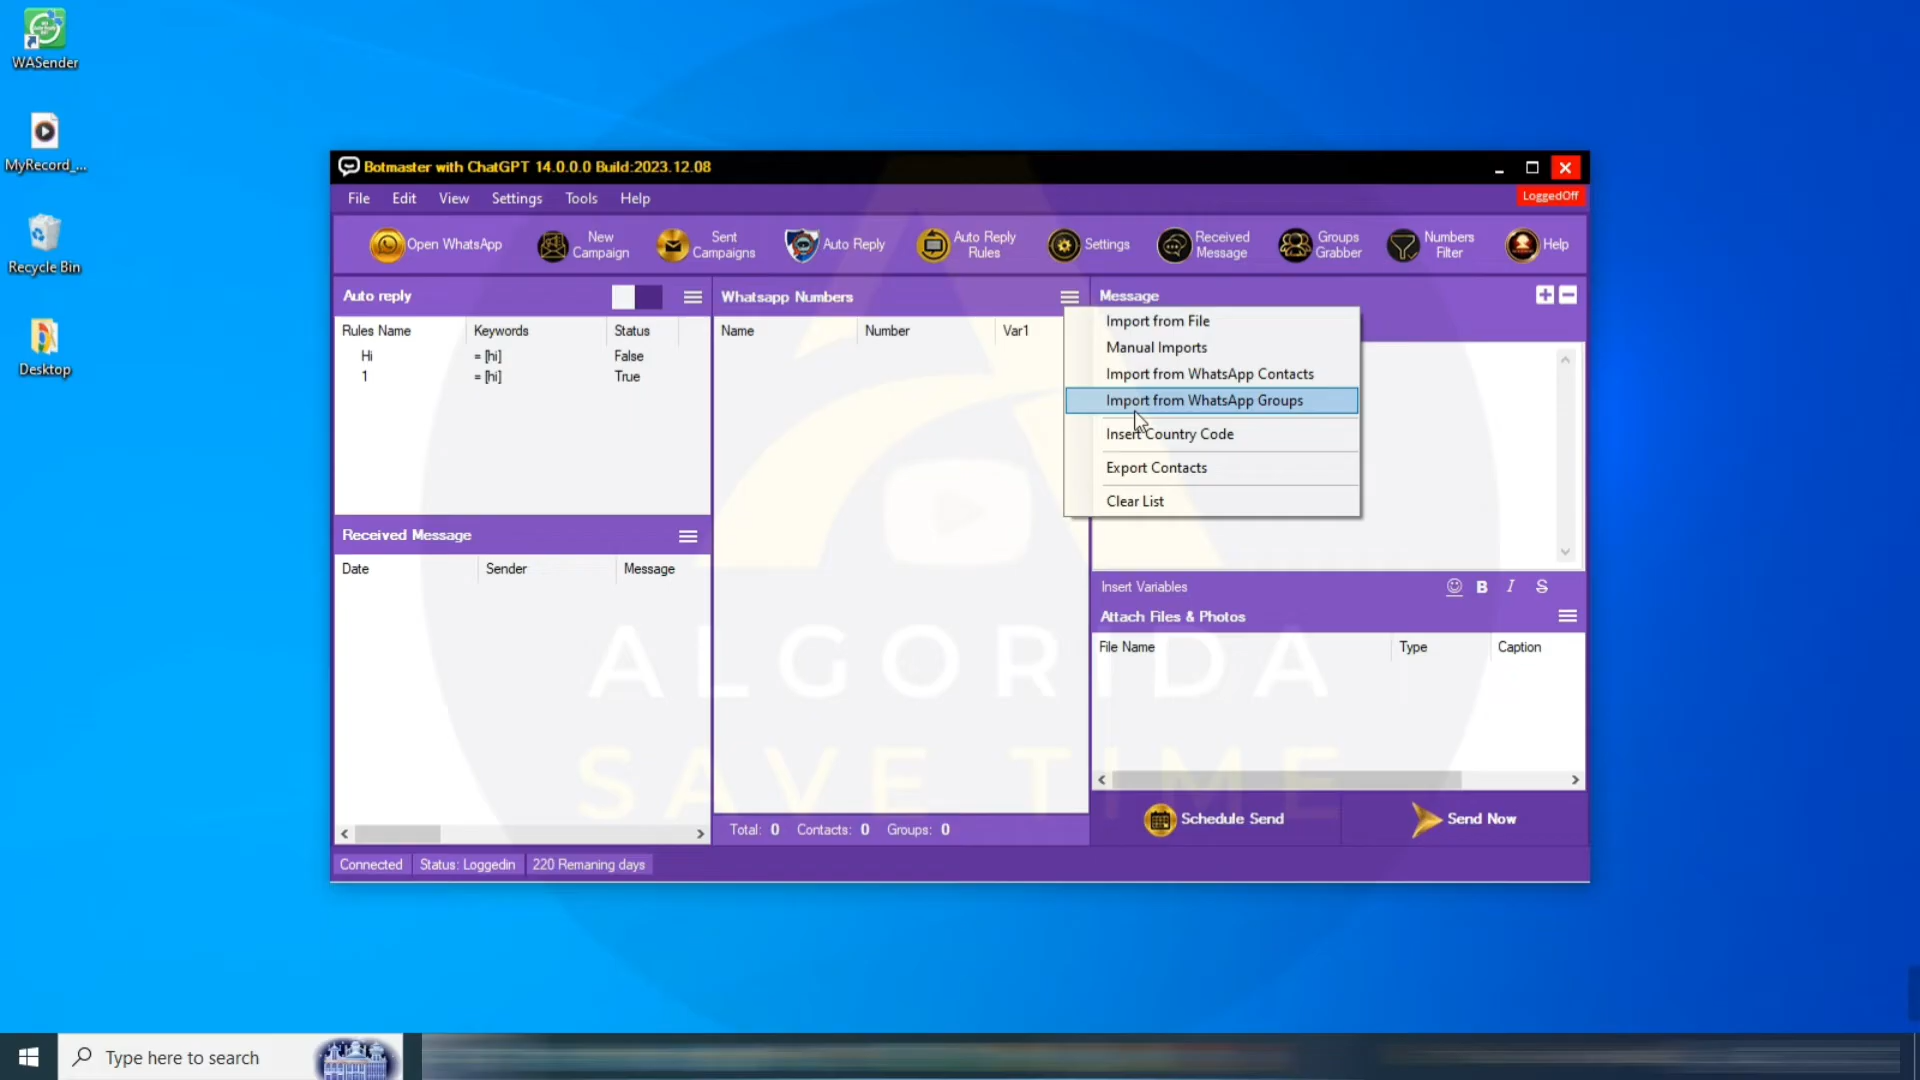 WASender
MyRecord_...
Recycle Bin
Desktop
Botmaster with ChatGPT 14.0.0.0 Build:2023.12.08
File Edit View Settings Tools Help
LoggedOff
Open WhatsApp
New Campaign
Sent Campaigns
Auto Reply
Auto Reply Rules
Settings
Received Message
Groups Grabber
Numbers Filter
Help
Auto reply
Rules Name Keywords Status
Hi = [hi] False
1 = [hi] True
Received Message
Date Sender Message
Whatsapp Numbers
Name Number Var1
Total: 0 Contacts: 0 Groups: 0
Message
Import from File
Manual Imports
Import from WhatsApp Contacts
Import from WhatsApp Groups
Insert Country Code
Export Contacts
Clear List
Insert Variables
B I S
Attach Files & Photos
File Name Type Caption
Schedule Send
Send Now
Connected Status: Loggedin 220 Remaning days
ALGORIDA
SAVE TIME
Type here to search